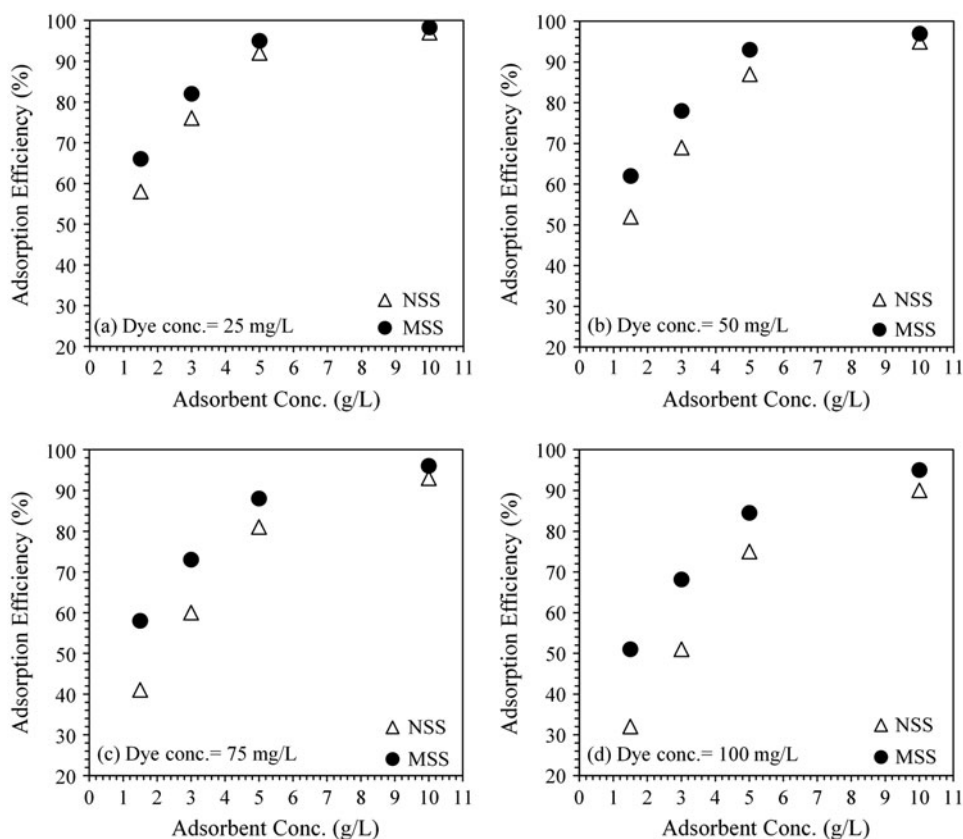 Adsorption Efficiency (%)
100
90
80
70
60
50
40
30
20
NSS
MSS
(a) Dye conc.= 25 mg/L
0 1 2 3 4 5 6 7 8 9 10 11
Adsorbent Conc. (g/L)
Adsorption Efficiency (%)
100
90
80
70
60
50
40
30
20
NSS
MSS
(b) Dye conc.= 50 mg/L
0 1 2 3 4 5 6 7 8 9 10 11
Adsorbent Conc. (g/L)
Adsorption Efficiency (%)
100
90
80
70
60
50
40
30
20
NSS
MSS
(c) Dye conc.= 75 mg/L
0 1 2 3 4 5 6 7 8 9 10 11
Adsorbent Conc. (g/L)
Adsorption Efficiency (%)
100
90
80
70
60
50
40
30
20
NSS
MSS
(d) Dye conc.= 100 mg/L
0 1 2 3 4 5 6 7 8 9 10 11
Adsorbent Conc. (g/L)